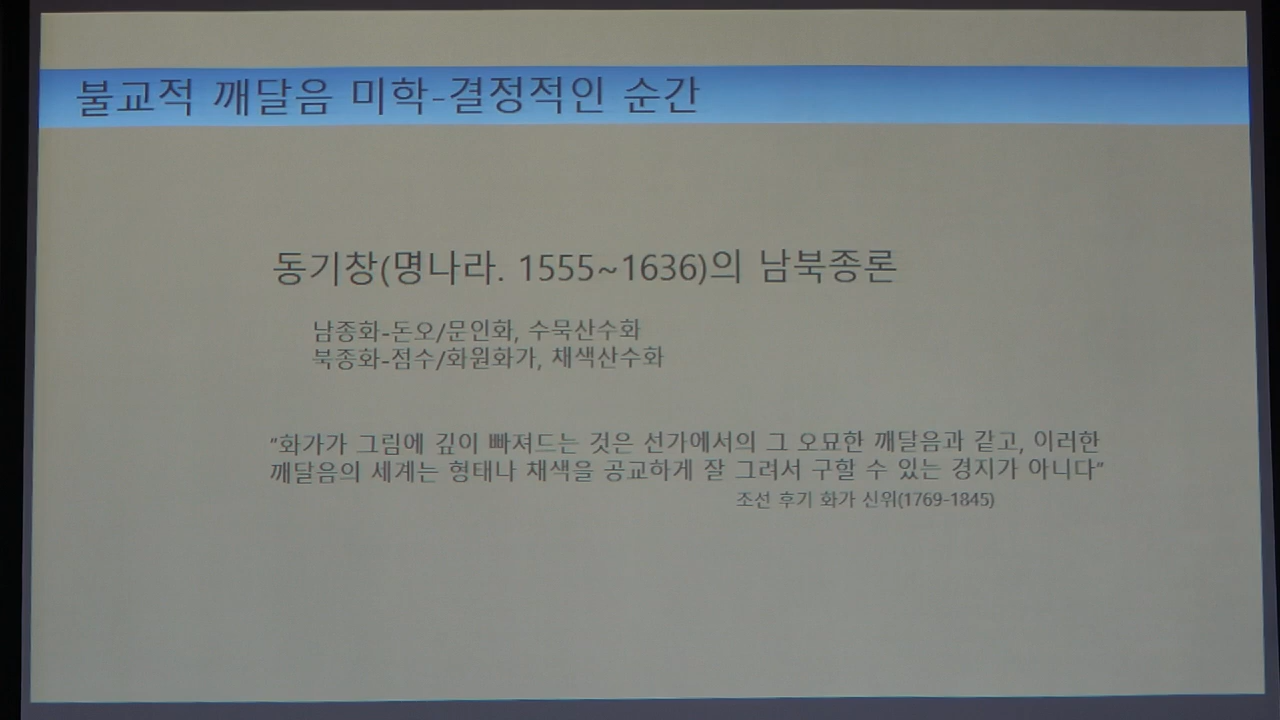 불교적 깨달음 미학-결정적인 순간
동기창(명나라. 1555~1636)의 남북종론
남종화-돈오/문인화, 수묵산수화
북종화-점수/화원화가, 채색산수화
"화가가 그림에 깊이 빠져드는 것은 선가에서의 그 오묘한 깨달음과 같고, 이러한
깨달음의 세계는 형태나 채색을 공교하게 잘 그려서 구할 수 있는 경지가 아니다"
조선 후기 화가 신위(1769-1845)